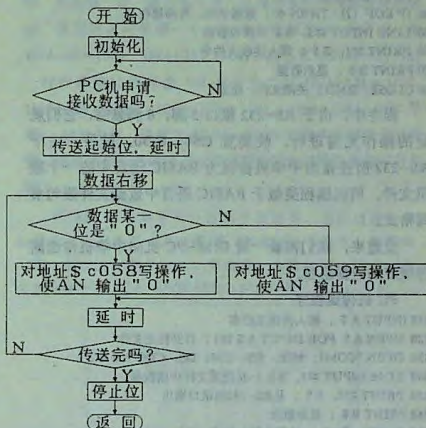 开 始
初始化
PC机申请
接收数据吗？
N
Y
传送起始位，延时
数据右移
数据某一
位是"0"？
N
Y
对地址$ c058写操作，
使AN 输出"0"
对地址$ c059写操作，
使AN 输出"0"
延 时
传送完吗？
N
Y
停止位
返 回